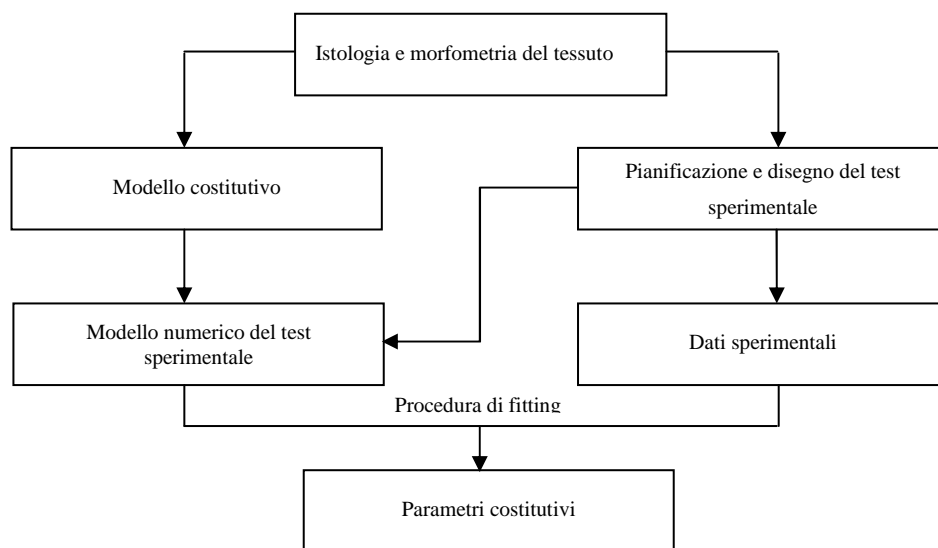 Istologia e morfometria del tessuto
Modello costitutivo
Pianificazione e disegno del test
sperimentale
Modello numerico del test
sperimentale
Dati sperimentali
Procedura di fitting
Parametri costitutivi